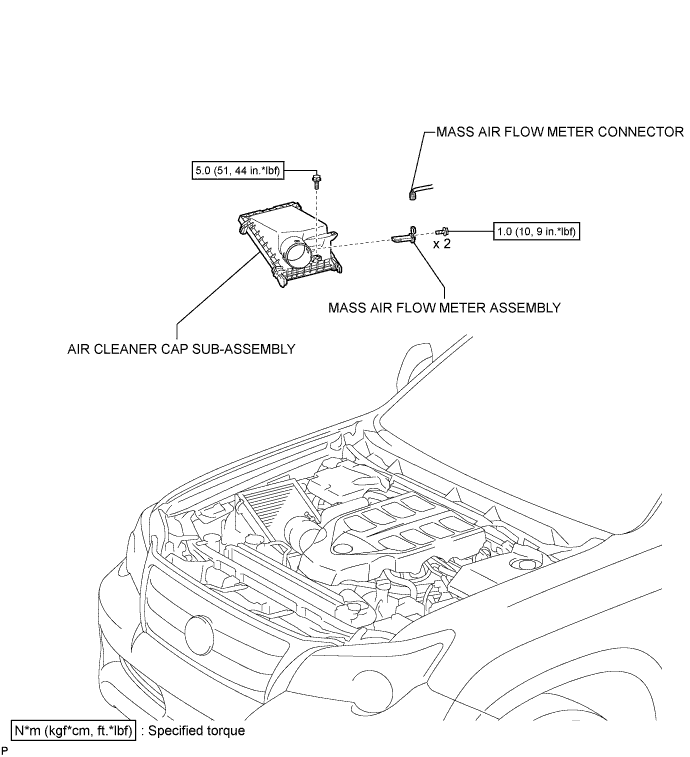 MASS AIR FLOW METER CONNECTOR
5.0 (51, 44 in.*lbf)
1.0 (10, 9 in.*lbf)
x 2
MASS AIR FLOW METER ASSEMBLY
AIR CLEANER CAP SUB-ASSEMBLY
N*m (kgf*cm, ft.*lbf) : Specified torque
P